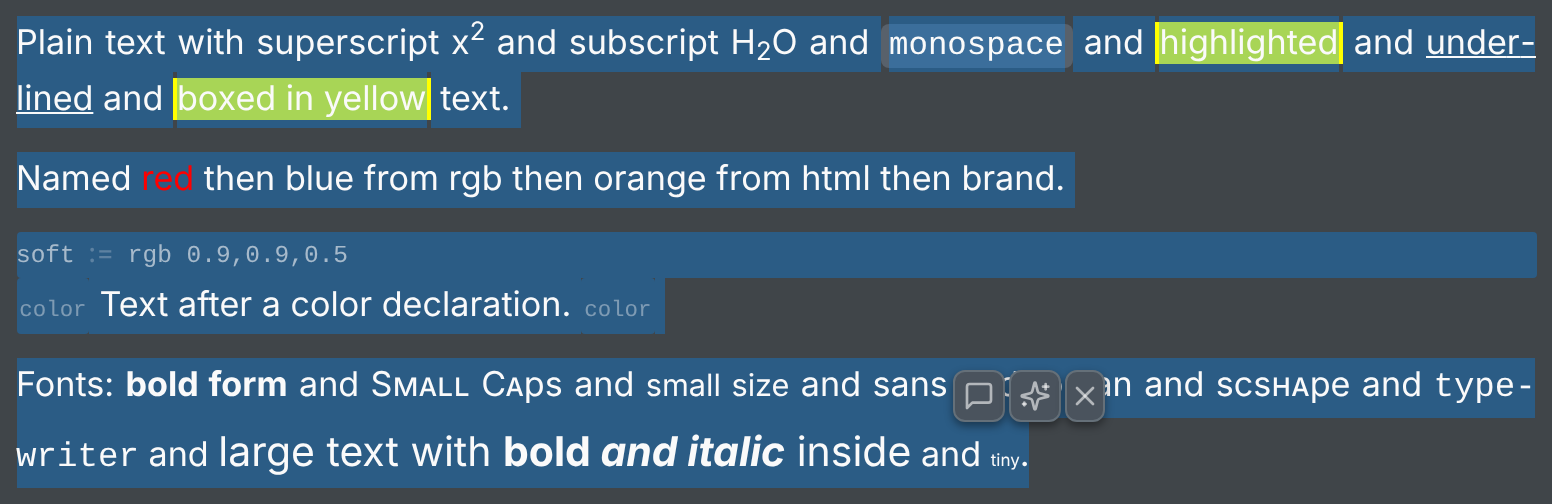 Plain text with superscript x² and subscript H₂O and monospace and highlighted and under-
lined and boxed in yellow text.
Named red then blue from rgb then orange from html then brand.
soft := rgb 0.9,0.9,0.5
color Text after a color declaration. color
Fonts: bold form and SMALL CAps and small size and sans and scsHApe and type-
writer and large text with bold and italic inside and tiny.